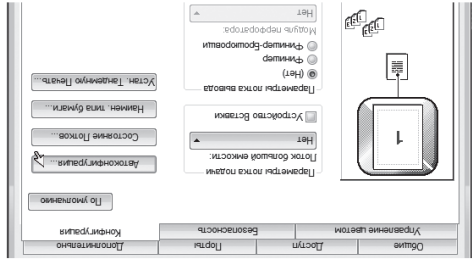 Общие
Доступ
Порты
Дополнительно
Управление цветом
Безопасность
Конфигурация
По умолчанию
Параметры лотка подачи
Лоток большой емкости:
Нет
Устройство Вставки
Параметры лотка вывода
(Нет)
Финишер
Финишер-Брошюровщик
Модуль перфоратора:
Нет
Автоконфигурация...
Состояние Лотков...
Наимен. типа бумаги...
Устан. Тандемную Печать...
1